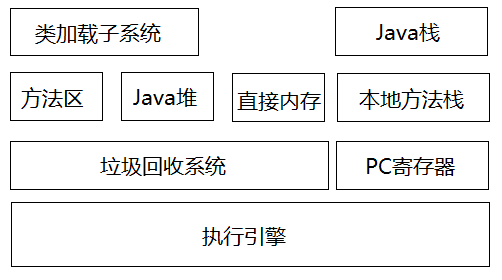 类加载子系统
Java栈
方法区
Java堆
直接内存
本地方法栈
垃圾回收系统
PC寄存器
执行引擎